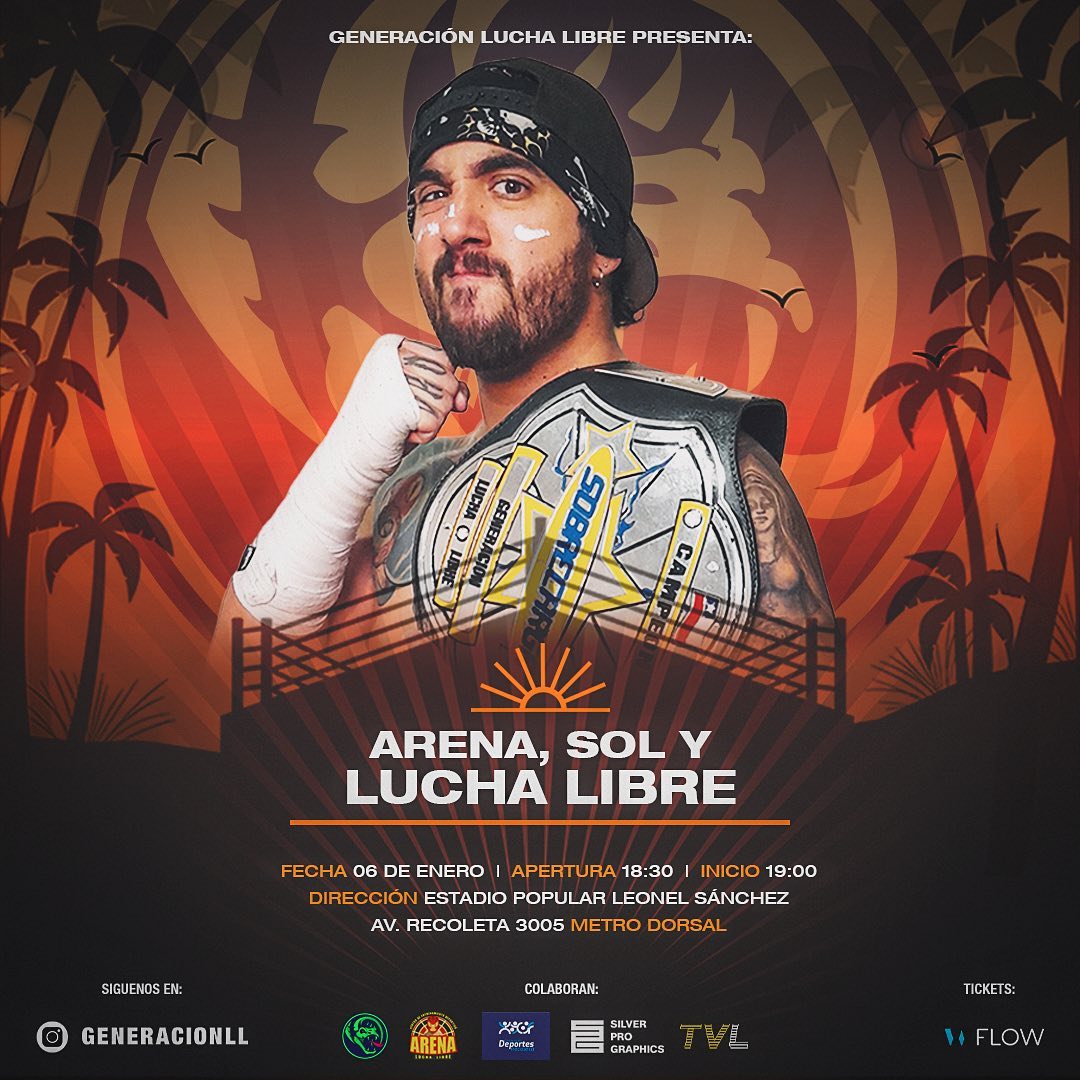 GENERACIÓN LUCHA LIBRE PRESENTA:
GENERACION
LUCHA LIBRE
CAMPEON
ARENA, SOL Y
LUCHA LIBRE
FECHA 06 DE ENERO | APERTURA 18:30 | INICIO 19:00
DIRECCIÓN ESTADIO POPULAR LEONEL SÁNCHEZ
AV. RECOLETA 3005 METRO DORSAL
SIGUENOS EN:
COLABORAN:
TICKETS:
GENERACIONLL
ARENA
LUCHA LIBRE
Deportes
SILVER
PRO
GRAPHICS
TVL
FLOW